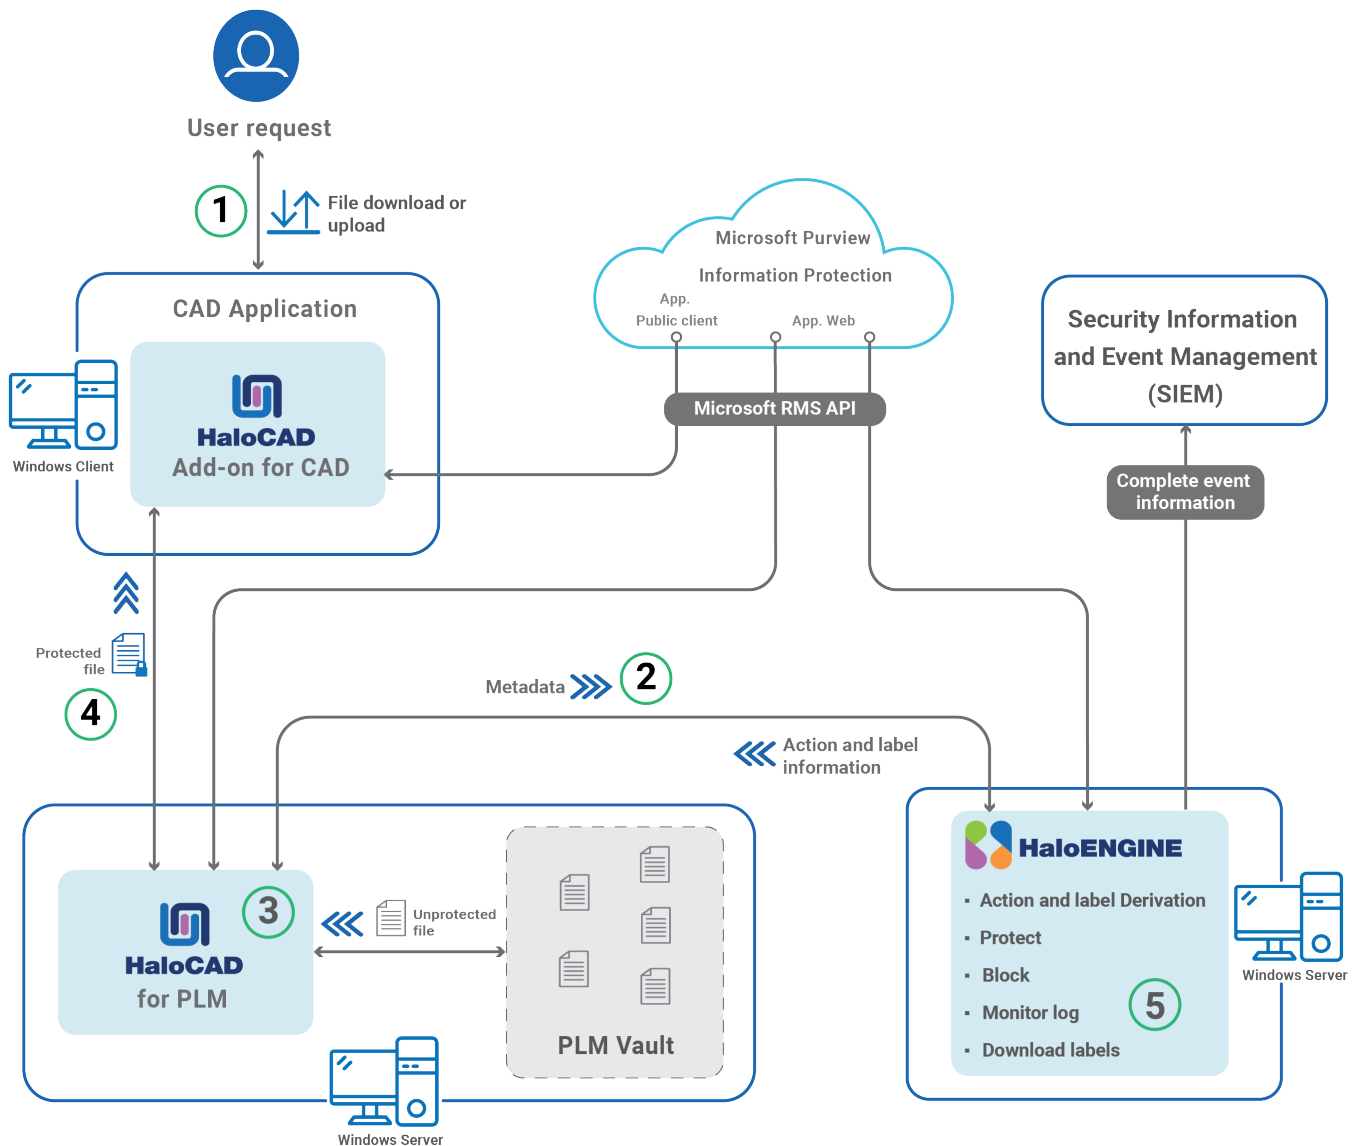 User request
1
File download or
upload
CAD Application
HaloCAD
Add-on for CAD
Windows Client
Microsoft Purview
Information Protection
App.
Public client
App. Web
Microsoft RMS API
Security Information
and Event Management
(SIEM)
Complete event
information
Protected
file
4
Metadata
2
Action and label
information
3
HaloCAD
for PLM
Unprotected
file
PLM Vault
Windows Server
HaloENGINE
▪ Action and label Derivation
▪ Protect
▪ Block
▪ Monitor log
▪ Download labels
5
Windows Server